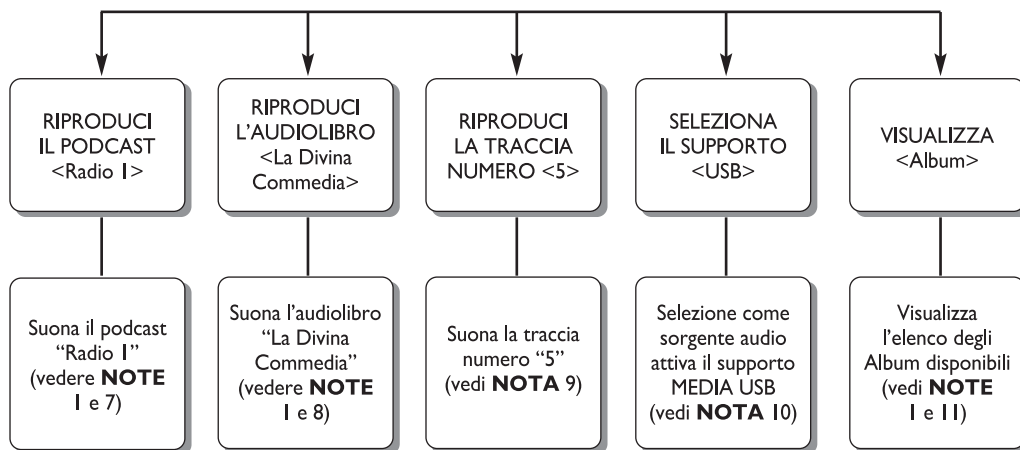 RIPRODUCI
IL PODCAST
<Radio 1>
RIPRODUCI
L'AUDIOLIBRO
<La Divina
Commedia>
RIPRODUCI
LA TRACCIA
NUMERO <5>
SELEZIONA
IL SUPPORTO
<USB>
VISUALIZZA
<Album>
Suona il podcast
“Radio 1”
(vedere NOTE
1 e 7)
Suona l'audiolibro
“La Divina
Commedia”
(vedere NOTE
1 e 8)
Suona la traccia
numero “5”
(vedi NOTA 9)
Selezione come
sorgente audio
attiva il supporto
MEDIA USB
(vedi NOTA 10)
Visualizza
l'elenco degli
Album disponibili
(vedi NOTE
1 e 11)